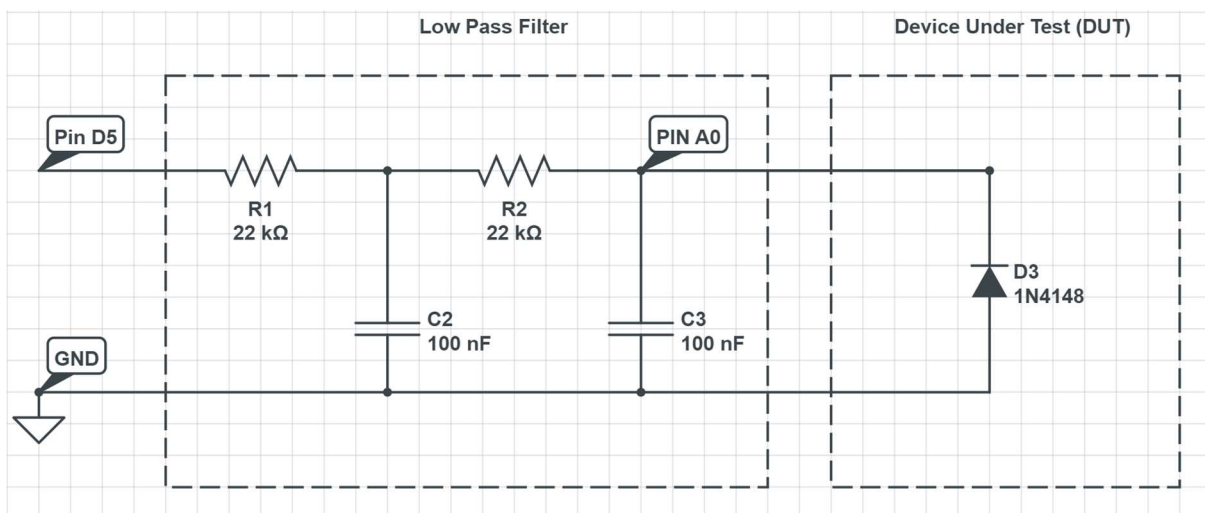 Low Pass Filter
Device Under Test (DUT)
Pin D5
PIN A0
R1
22 kΩ
R2
22 kΩ
D3
1N4148
C2
100 nF
C3
100 nF
GND